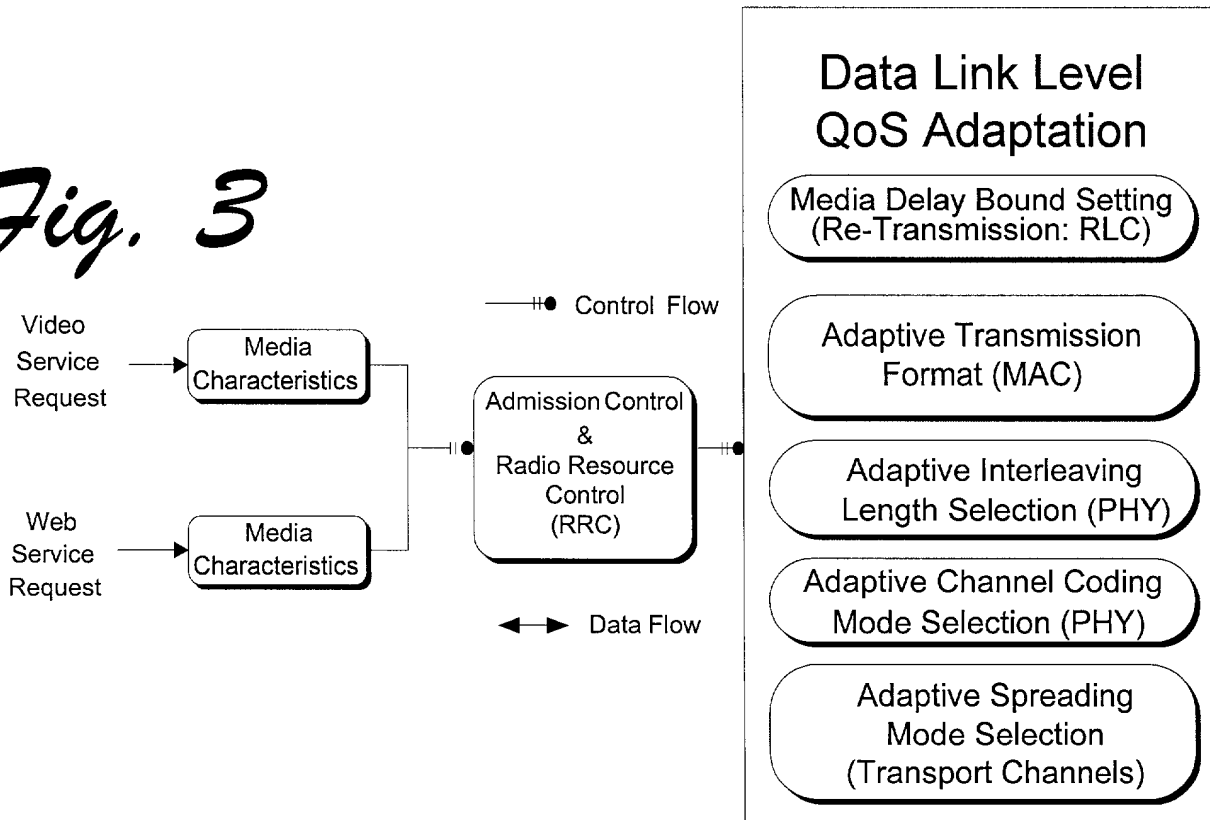 Fig. 3
Video
Service
Request
Media
Characteristics
Web
Service
Request
Media
Characteristics
Control Flow
Admission Control
&
Radio Resource
Control
(RRC)
Data Flow
Data Link Level
QoS Adaptation
Media Delay Bound Setting
(Re-Transmission: RLC)
Adaptive Transmission
Format (MAC)
Adaptive Interleaving
Length Selection (PHY)
Adaptive Channel Coding
Mode Selection (PHY)
Adaptive Spreading
Mode Selection
(Transport Channels)